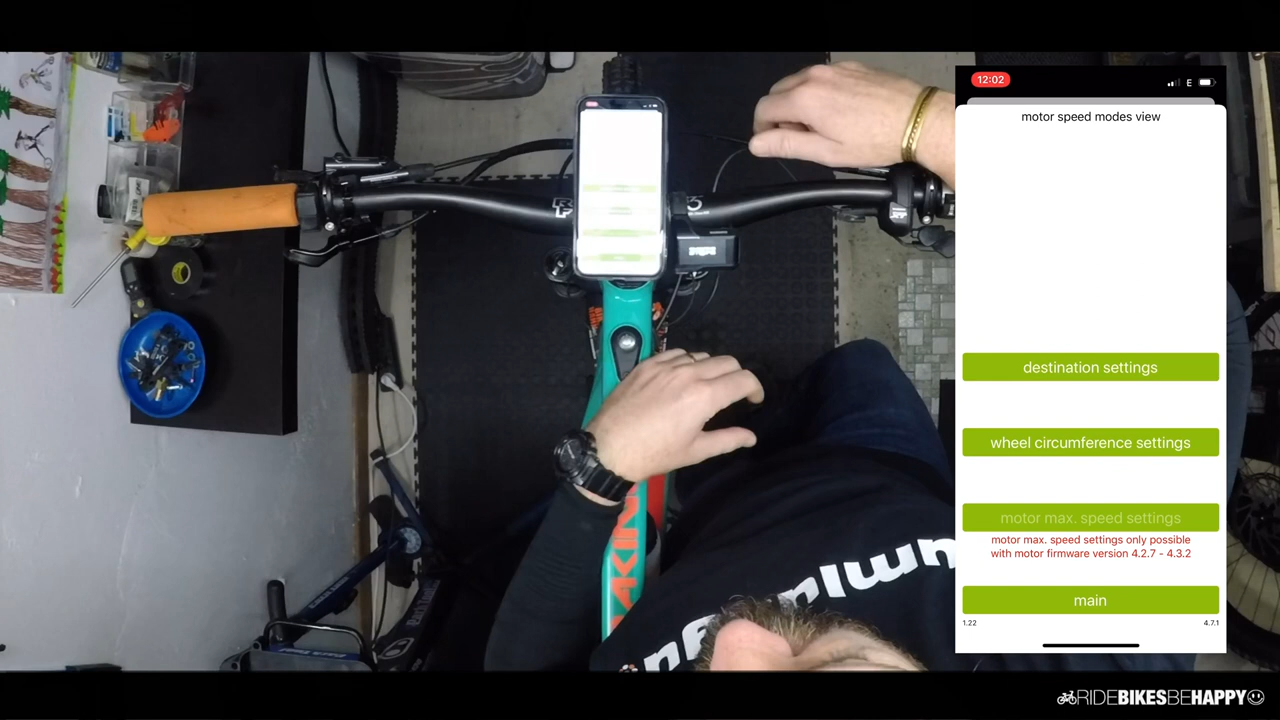 12:02
E
motor speed modes view
destination settings
wheel circumference settings
motor max. speed settings
motor max. speed settings only possible
with motor firmware version 4.2.7 - 4.3.2
main
1.22
4.7.1
AKIN
RIDEBIKESBEHAPPY